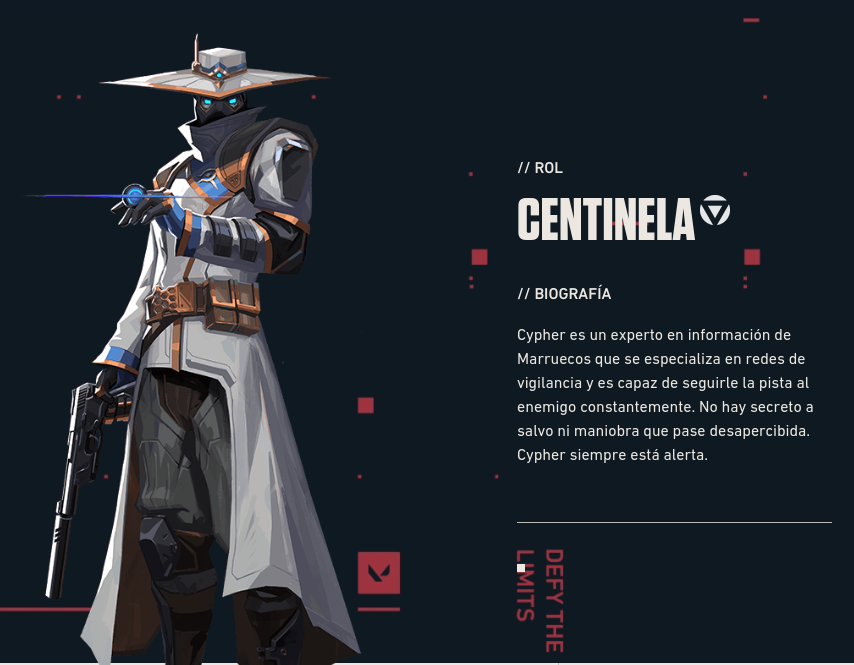 // ROL
CENTINELA
// BIOGRAFÍA
Cypher es un experto en información de
Marruecos que se especializa en redes de
vigilancia y es capaz de seguirle la pista al
enemigo constantemente. No hay secreto a
salvo ni maniobra que pase desapercibida.
Cypher siempre está alerta.
DEFY THE
LIMITS